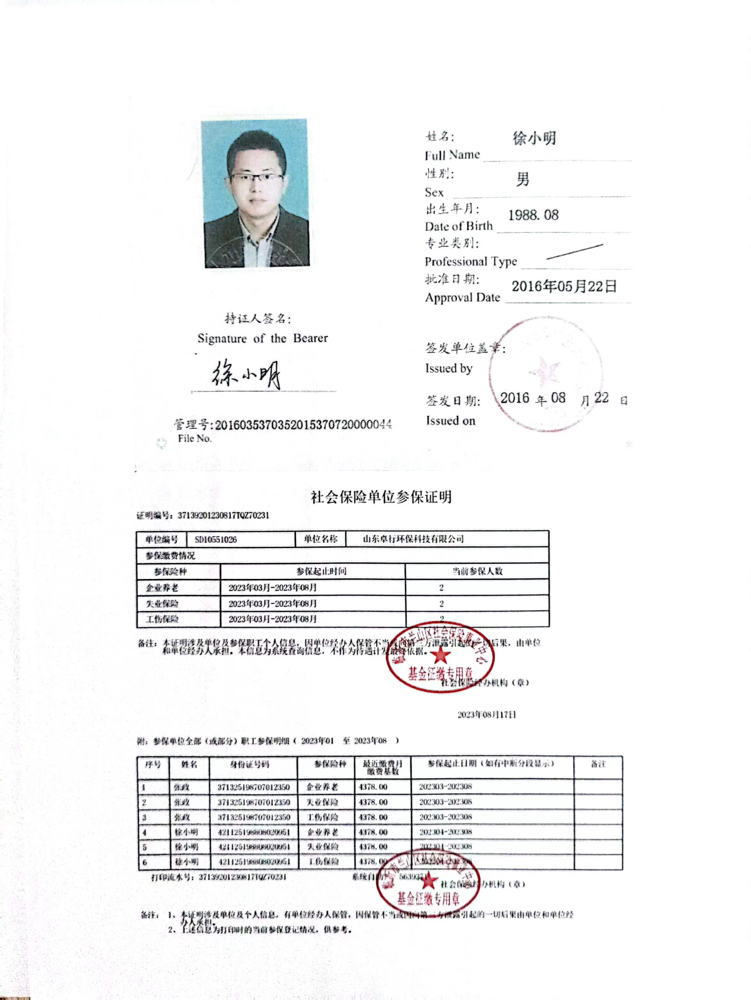 姓名： 徐小明
Full Name
性别： 男
Sex
出生年月： 1988. 08
Date of Birth
专业类别：
Professional Type
批准日期： 2016年05月22日
Approval Date
持证人签名：
Signature of the Bearer
徐小明
签发单位盖章：
Issued by
签发日期： 2016 年 08 月 22 日
Issued on
管理号:2016035370352015370720000044
File No.
社会保险单位参保证明
证明编号：37139201230817TQZ70231
单位编号 SD10551026 单位名称 山东卓行环保科技有限公司
参保缴费情况
参保险种 参保起止时间 当前参保人数
企业养老 2023年03月-2023年08月 2
失业保险 2023年03月-2023年08月 2
工伤保险 2023年03月-2023年08月 2
备注：本证明涉及单位及参保职工个人信息，因单位经办人保管不当或向第三方泄露引起的一切后果，由单位
和单位经办人承担。本信息为系统查询信息，不作为待遇计发最终依据。
兰山区社会保险事业中心
基金征缴专用章
社会保险经办机构（章）
2023年08月17日
附：参保单位全部（或部分）职工参保明细（ 2023年01 至 2023年08 ）
序号 姓名 身份证号码 参保险种 最近缴费月缴费基数 参保起止日期（如有中断分段显示） 备注
1 张政 371325198707012350 企业养老 4378.00 202303-202308
2 张政 371325198707012350 失业保险 4378.00 202303-202308
3 张政 371325198707012350 工伤保险 4378.00 202303-202308
4 徐小明 421125198808020951 企业养老 4378.00 202304-202308
5 徐小明 421125198808020951 失业保险 4378.00 202304-202308
6 徐小明 421125198808020951 工伤保险 4378.00 202304-202308
打印流水号：37139201230817TQZ70231 系统自 563937
社会保险经办机构（章）
基金征缴专用章
备注： 1、本证明涉及单位及个人信息，有单位经办人保管，因保管不当或因向第三方泄露引起的一切后果由单位和单位经
办人承担。
2、上述信息为打印时的当前参保登记情况，供参考。